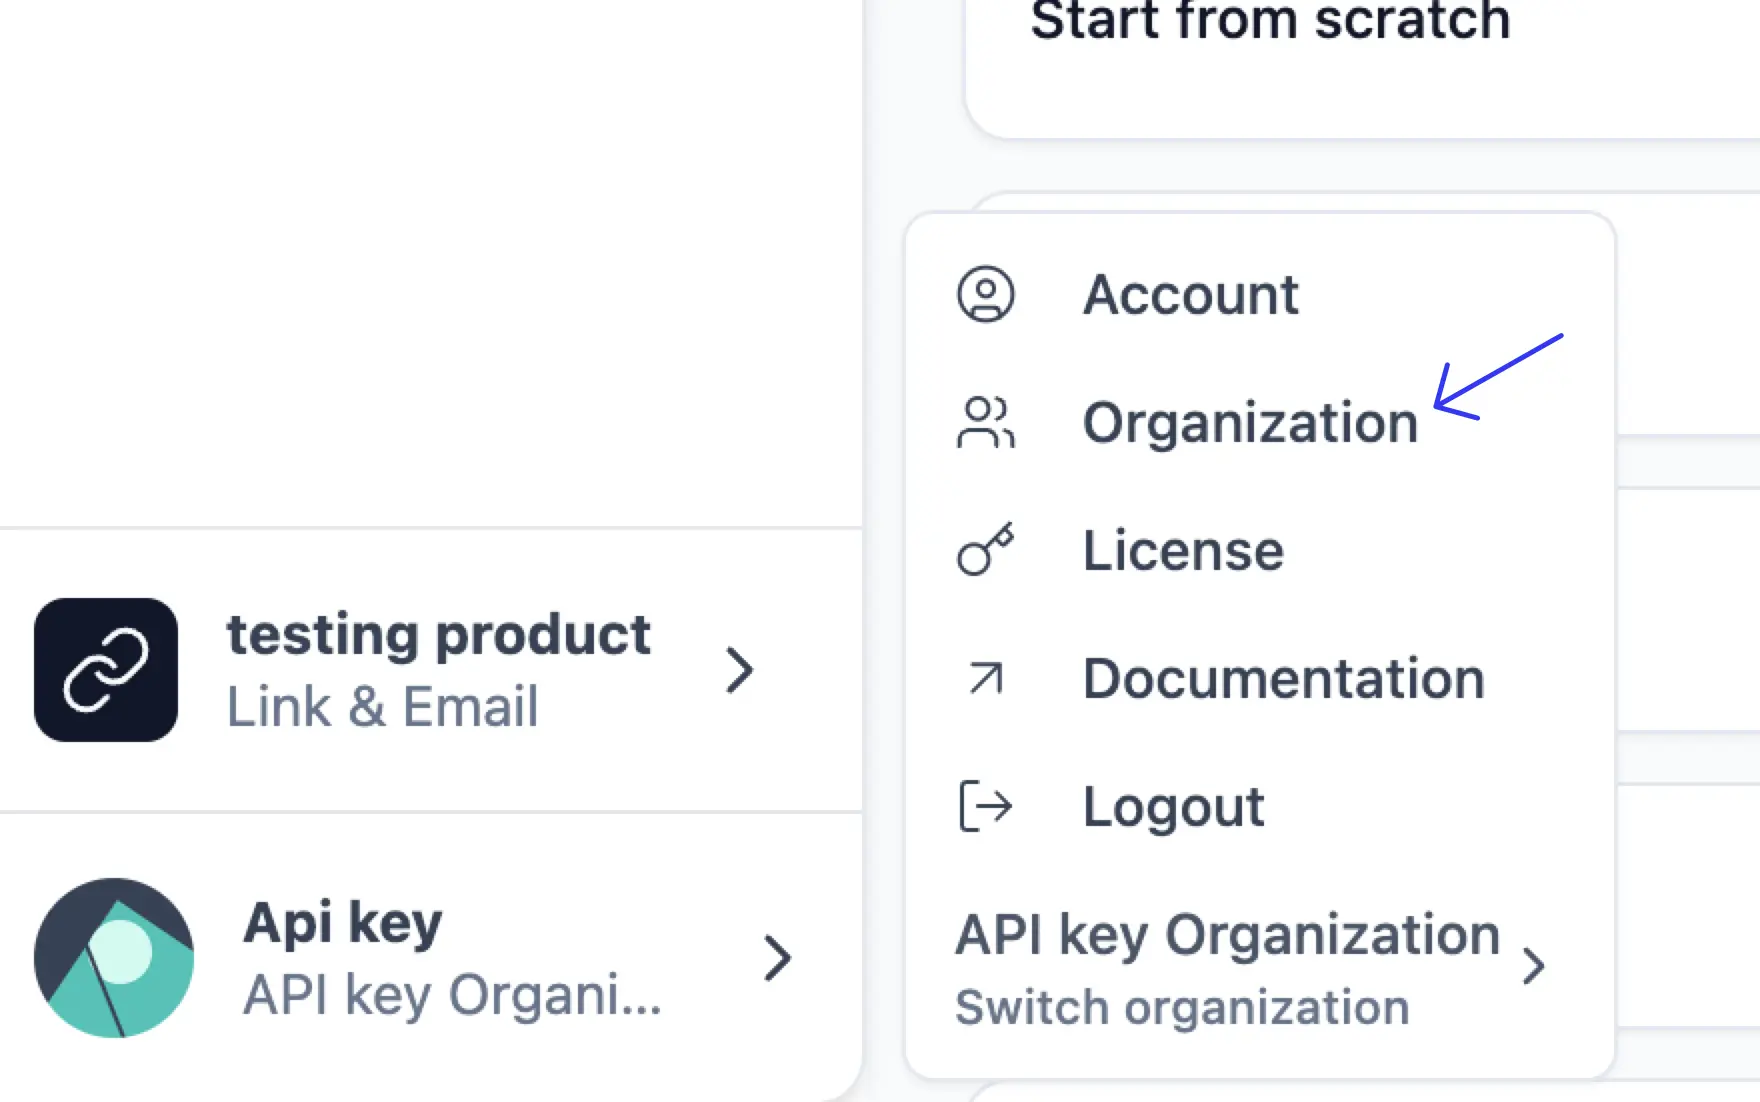 Start from scratch
Account
Organization
License
Documentation
Logout
API key Organization
Switch organization
testing product
Link & Email
Api key
API key Organi...